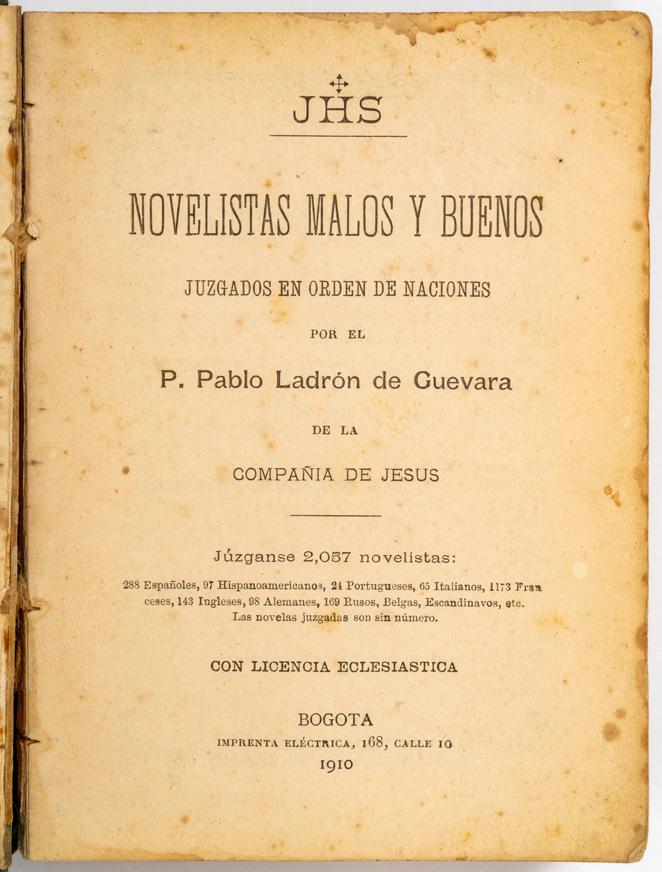 JHS
NOVELISTAS MALOS Y BUENOS
JUZGADOS EN ORDEN DE NACIONES
POR EL
P. Pablo Ladrón de Guevara
DE LA
COMPAÑIA DE JESUS
Júzganse 2,057 novelistas:
288 Españoles, 97 Hispanoamericanos, 24 Portugueses, 65 Italianos, 1173 Fran
ceses, 143 Ingleses, 98 Alemanes, 169 Rusos, Belgas, Escandinavos, etc.
Las novelas juzgadas son sin número.
CON LICENCIA ECLESIASTICA
BOGOTA
IMPRENTA ELÉCTRICA, 168, CALLE 10
1910